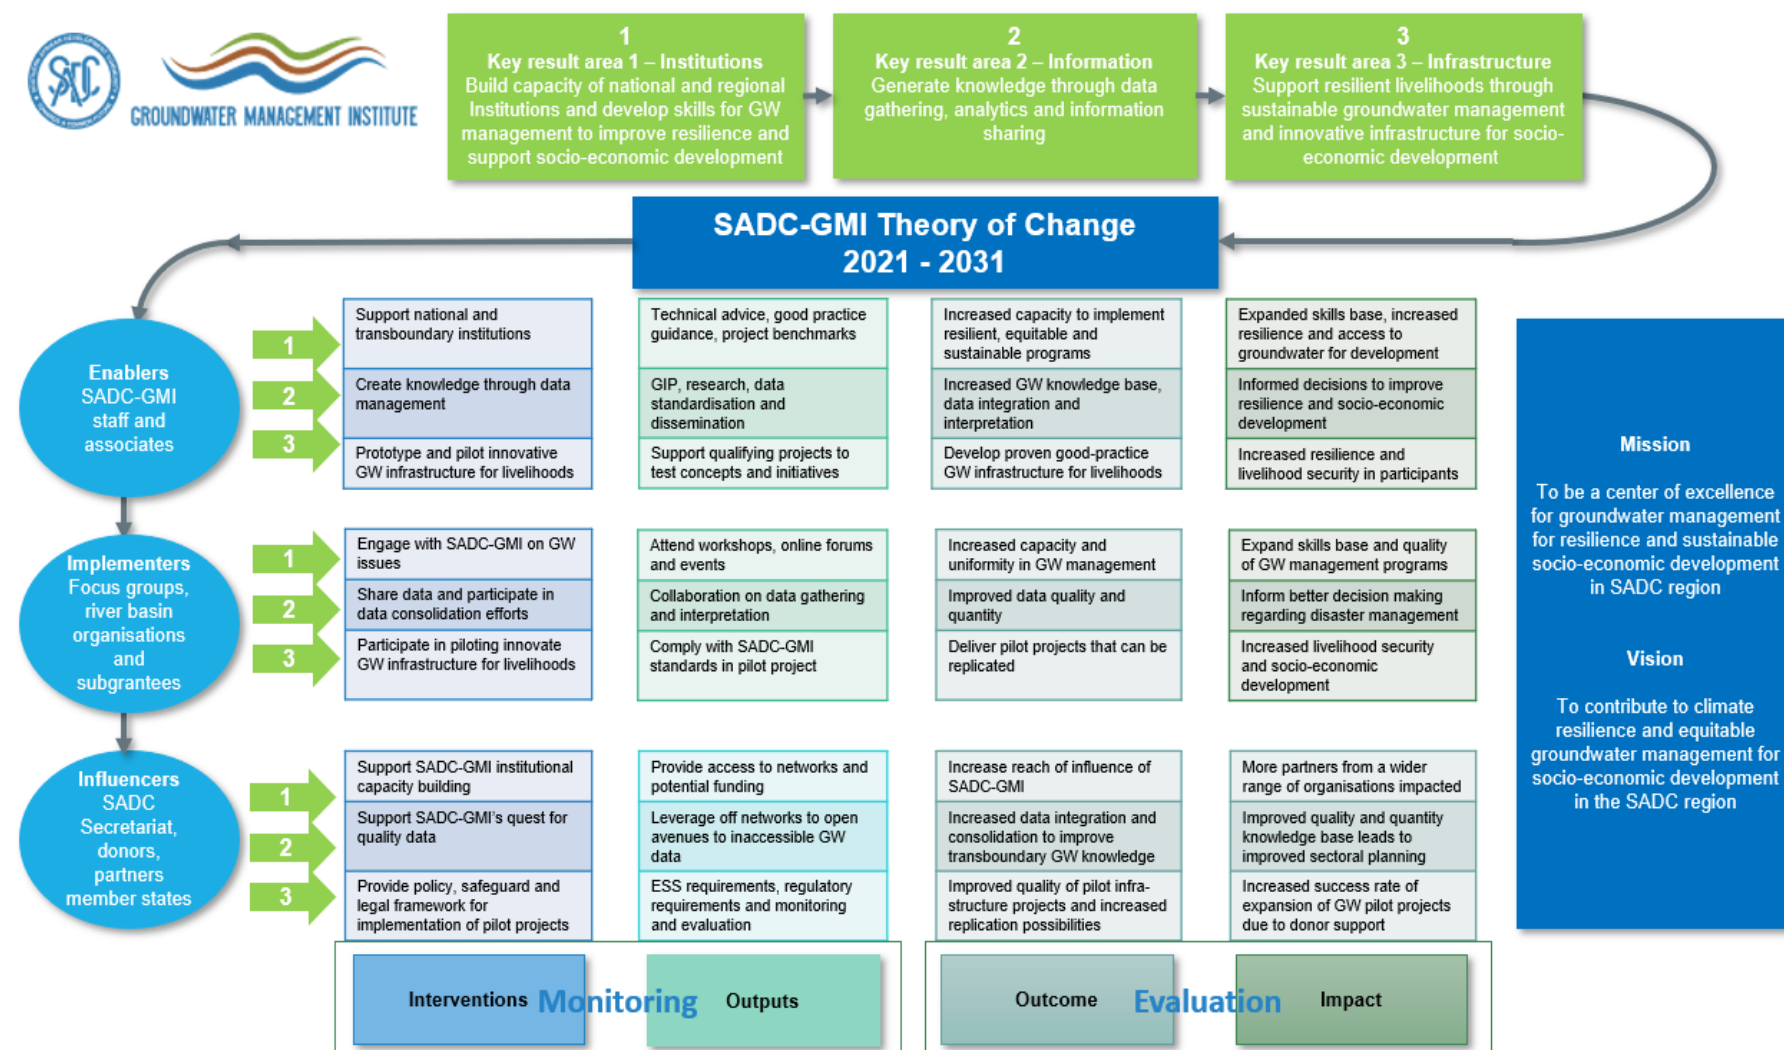 SADC
GROUNDWATER MANAGEMENT INSTITUTE
1
Key result area 1 – Institutions
Build capacity of national and regional
Institutions and develop skills for GW
management to improve resilience and
support socio-economic development
2
Key result area 2 – Information
Generate knowledge through data
gathering, analytics and information
sharing
3
Key result area 3 – Infrastructure
Support resilient livelihoods through
sustainable groundwater management
and innovative infrastructure for socio-
economic development
SADC-GMI Theory of Change
2021 - 2031
Enablers
SADC-GMI
staff and
associates
1
2
3
Support national and
transboundary institutions
Technical advice, good practice
guidance, project benchmarks
Increased capacity to implement
resilient, equitable and
sustainable programs
Expanded skills base, increased
resilience and access to
groundwater for development
Create knowledge through data
management
GIP, research, data
standardisation and
dissemination
Increased GW knowledge base,
data integration and
interpretation
Informed decisions to improve
resilience and socio-economic
development
Prototype and pilot innovative
GW infrastructure for livelihoods
Support qualifying projects to
test concepts and initiatives
Develop proven good-practice
GW infrastructure for livelihoods
Increased resilience and
livelihood security in participants
Implementers
Focus groups,
river basin
organisations
and
subgrantees
1
2
3
Engage with SADC-GMI on GW
issues
Attend workshops, online forums
and events
Increased capacity and
uniformity in GW management
Expand skills base and quality
of GW management programs
Share data and participate in
data consolidation efforts
Collaboration on data gathering
and interpretation
Improved data quality and
quantity
Inform better decision making
regarding disaster management
Participate in piloting innovate
GW infrastructure for livelihoods
Comply with SADC-GMI
standards in pilot project
Deliver pilot projects that can be
replicated
Increased livelihood security
and socio-economic
development
Influencers
SADC
Secretariat,
donors,
partners
member states
1
2
3
Support SADC-GMI institutional
capacity building
Provide access to networks and
potential funding
Increase reach of influence of
SADC-GMI
More partners from a wider
range of organisations impacted
Support SADC-GMI's quest for
quality data
Leverage off networks to open
avenues to inaccessible GW
data
Increased data integration and
consolidation to improve
transboundary GW knowledge
Improved quality and quantity
knowledge base leads to
improved sectoral planning
Provide policy, safeguard and
legal framework for
implementation of pilot projects
ESS requirements, regulatory
requirements and monitoring
and evaluation
Improved quality of pilot infra-
structure projects and increased
replication possibilities
Increased success rate of
expansion of GW pilot projects
due to donor support
Interventions
Monitoring
Outputs
Outcome
Evaluation
Impact
Mission
To be a center of excellence
for groundwater management
for resilience and sustainable
socio-economic development
in SADC region
Vision
To contribute to climate
resilience and equitable
groundwater management for
socio-economic development
in the SADC region